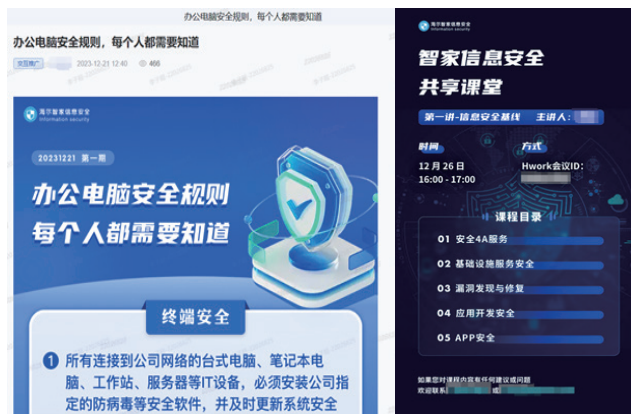 办公电脑安全规则，每个人都需要知道
办公电脑安全规则，每个人都需要知道
2023-12-21 12:40 466
海尔智家信息安全
Information security
20231221 第一期
办公电脑安全规则
每个人都需要知道
终端安全
1 所有连接到公司网络的台式电脑、笔记本电
脑、工作站、服务器等IT设备，必须安装公司指
定的防病毒等安全软件，并及时更新系统安全
海尔智家信息安全
Information security
智家信息安全
共享课堂
第一讲-信息安全基线 主讲人：
时间 方式
12月26日 Hwork会议ID：
16:00 - 17:00
课程目录
01 安全4A服务
02 基础设施服务安全
03 漏洞发现与修复
04 应用开发安全
05 APP安全
如果您对课程内容有任何建议或问题
欢迎联系 或